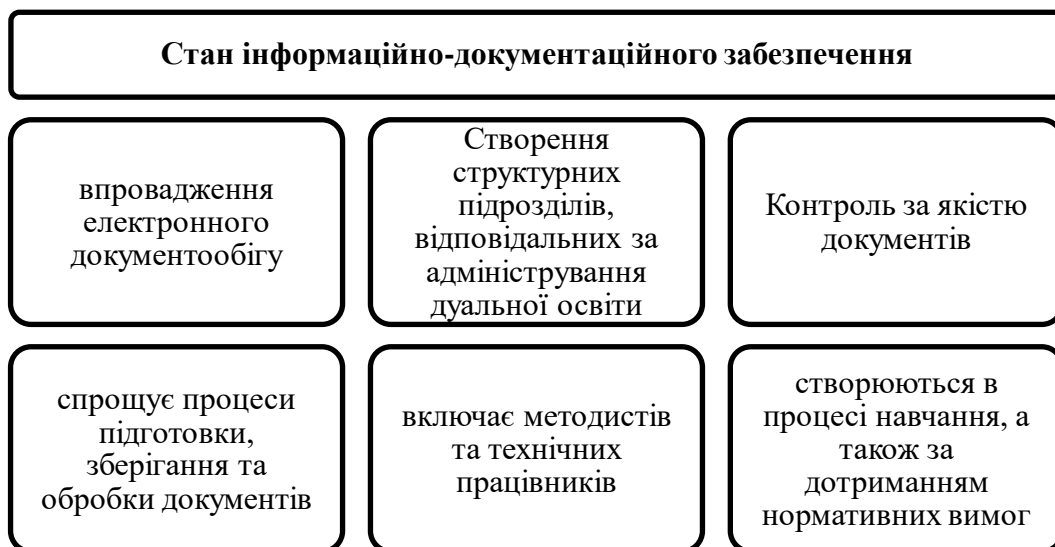 Стан інформаційно-документаційного забезпечення
впровадження
електронного
документообігу
Створення
структурних
підрозділів,
відповідальних за
адміністрування
дуальної освіти
Контроль за якістю
документів
спрощує процеси
підготовки,
зберігання та
обробки документів
включає методистів
та технічних
працівників
створюються в
процесі навчання, а
також за
дотриманням
нормативних вимог